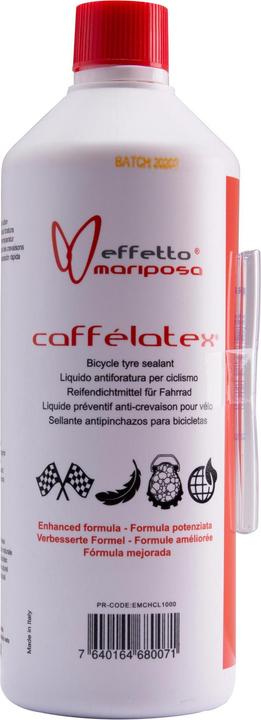 BATCH 20203
effetto®
mariposa
caffélatex®
Bicycle tyre sealant
Liquido antiforatura per ciclismo
Reifendichtmittel für Fahrrad
Liquide préventif anti-crevaison pour vélo
Sellante antipinchazos para bicicletas
Enhanced formula - Formula potenziata
Verbesserte Formel - Formule améliorée
Fórmula mejorada
PR-CODE:EMCHCL1000
7 640164 680071
Made in Italy